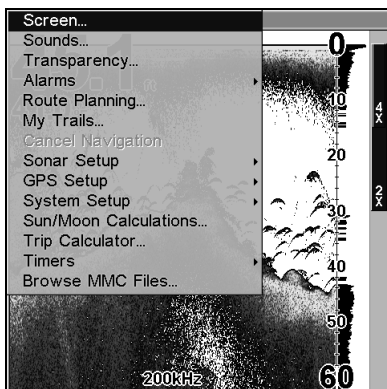 Screen...
Sounds...
Transparency...
Alarms
Route Planning...
My Trails...
Cancel Navigation
Sonar Setup
GPS Setup
System Setup
Sun/Moon Calculations...
Trip Calculator...
Timers
Browse MMC Files...
0
10
20
30
40
50
60
4X
2X
200kHz